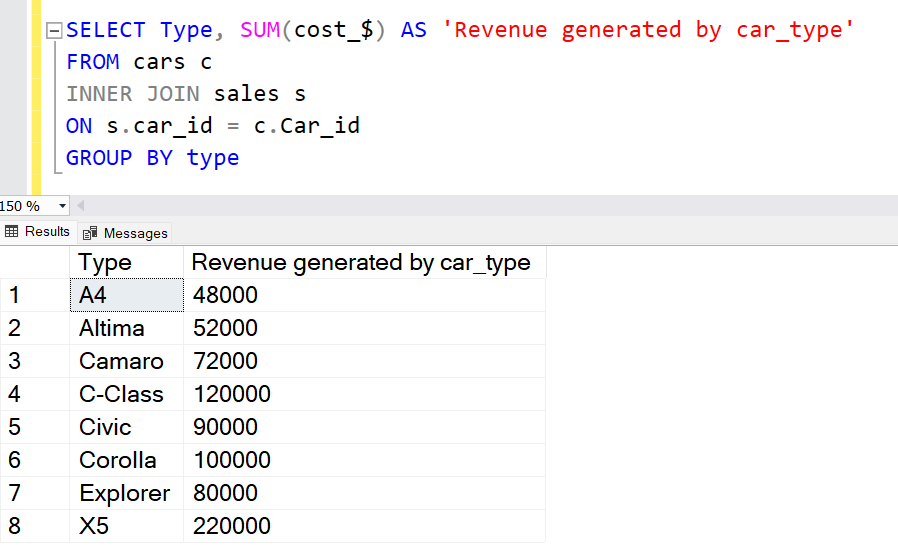 SELECT Type, SUM(cost_$) AS 'Revenue generated by car_type'
FROM cars c
INNER JOIN sales s
ON s.car_id = c.Car_id
GROUP BY type
150 %
Results Messages
Type Revenue generated by car_type
1 A4 48000
2 Altima 52000
3 Camaro 72000
4 C-Class 120000
5 Civic 90000
6 Corolla 100000
7 Explorer 80000
8 X5 220000